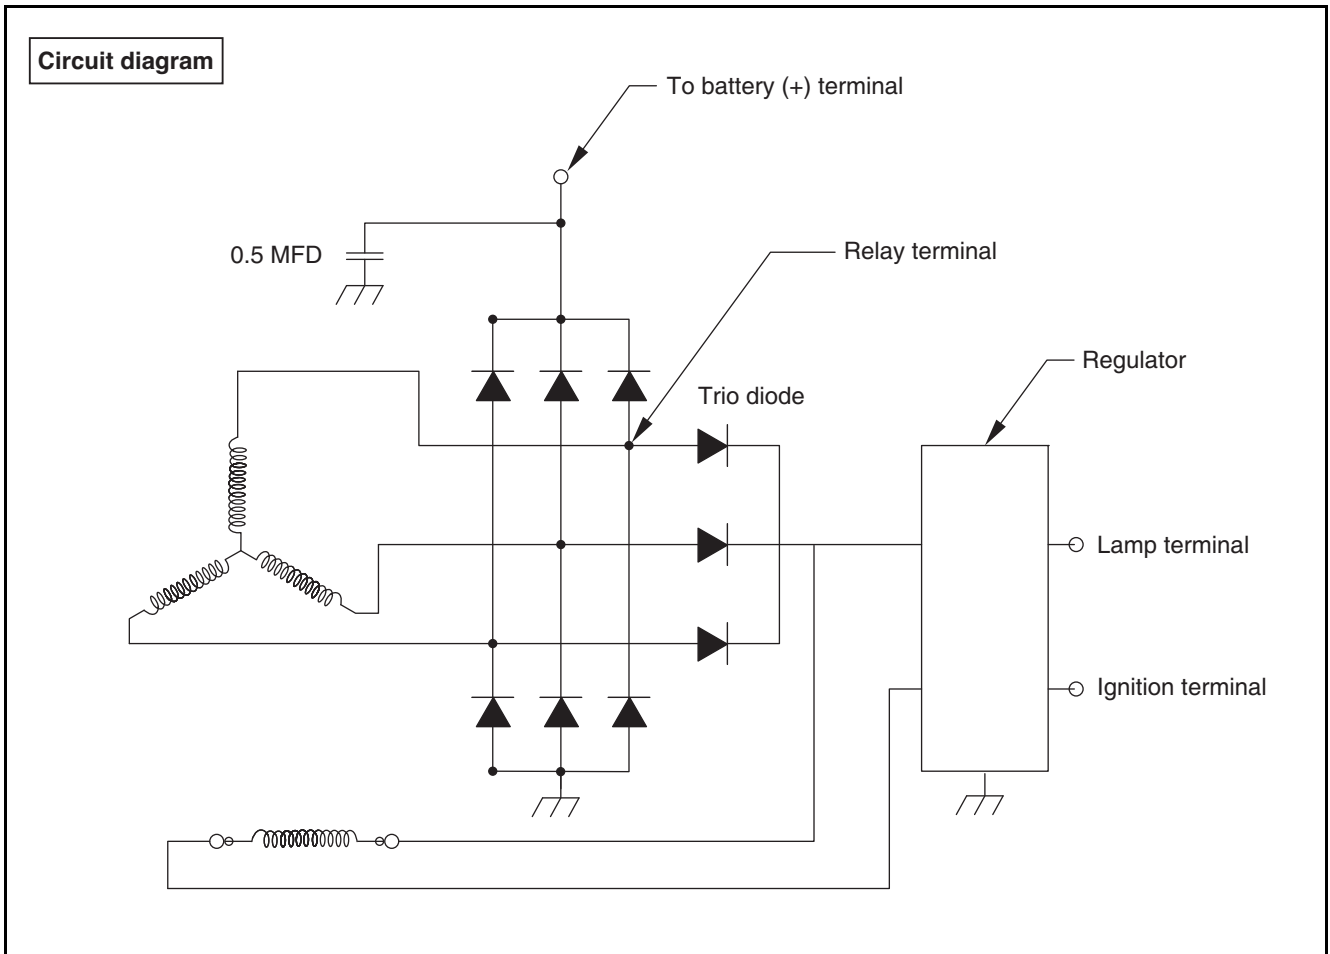 Circuit diagram
To battery (+) terminal
0.5 MFD
Relay terminal
Regulator
Trio diode
Lamp terminal
Ignition terminal